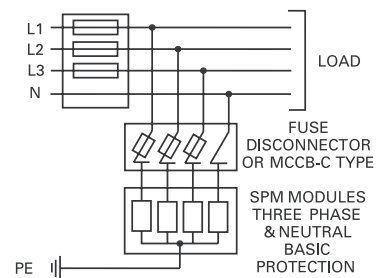 L1
L2
L3
N
LOAD
FUSE
DISCONNECTOR
OR MCCB-C TYPE
SPM MODULES
THREE PHASE
& NEUTRAL
BASIC
PROTECTION
PE